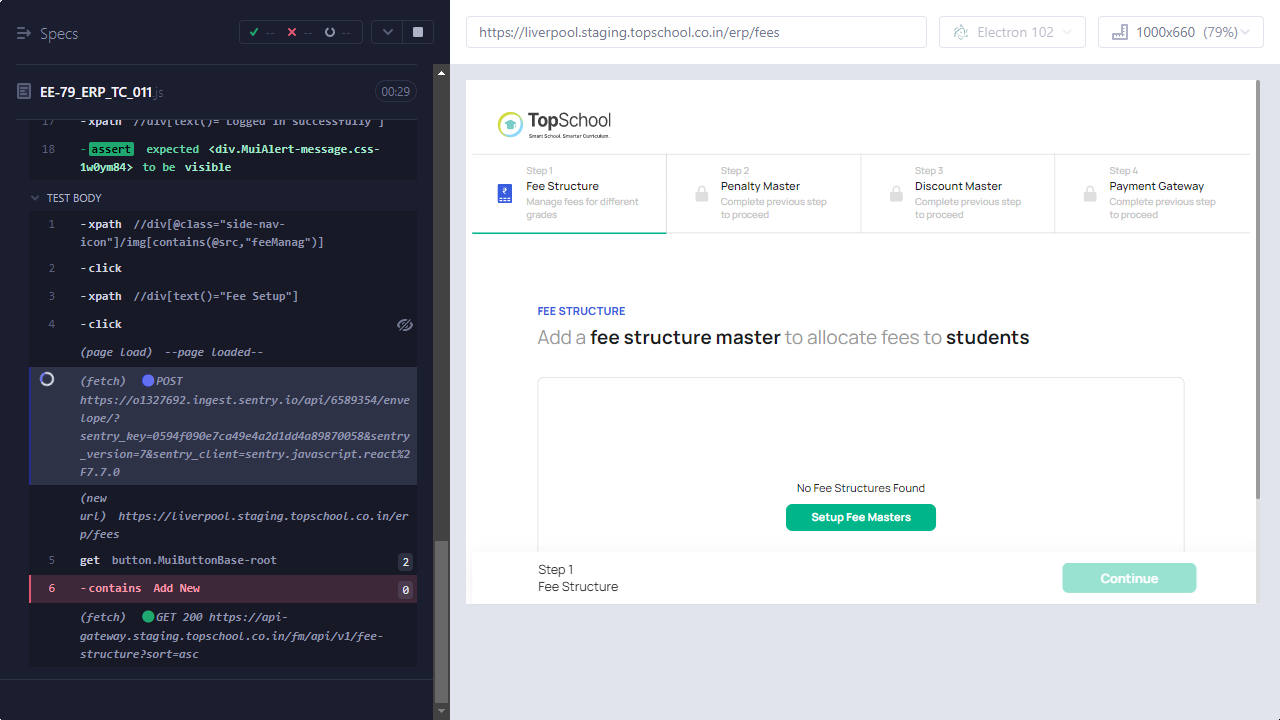 Specs
-- -- --
EE-79_ERP_TC_011.js
00:29
17 -xpath //div[text()="Logged in successfully"]
18 -assert expected <div.MuiAlert-message.css-
1w0ym84> to be visible
TEST BODY
1 -xpath //div[@class="side-nav-
icon"]/img[contains(@src,"feeManag")]
2 -click
3 -xpath //div[text()="Fee Setup"]
4 -click
(page load) --page loaded--
(fetch) POST
https://o1327692.ingest.sentry.io/api/6589354/enve
lope/?
sentry_key=0594f090e7ca49e4a2d1dd4a89870058&sentry
_version=7&sentry_client=sentry.javascript.react%2
F7.7.0
(new
url) https://liverpool.staging.topschool.co.in/er
p/fees
5 get button.MuiButtonBase-root 2
6 -contains Add New 0
(fetch) GET 200 https://api-
gateway.staging.topschool.co.in/fm/api/v1/fee-
structure?sort=asc
https://liverpool.staging.topschool.co.in/erp/fees
Electron 102
1000x660 (79%)
TopSchool
Smart School. Smarter Curriculum.
Step 1
Fee Structure
Manage fees for different
grades
Step 2
Penalty Master
Complete previous step
to proceed
Step 3
Discount Master
Complete previous step
to proceed
Step 4
Payment Gateway
Complete previous step
to proceed
FEE STRUCTURE
Add a fee structure master to allocate fees to students
No Fee Structures Found
Setup Fee Masters
Step 1
Fee Structure
Continue